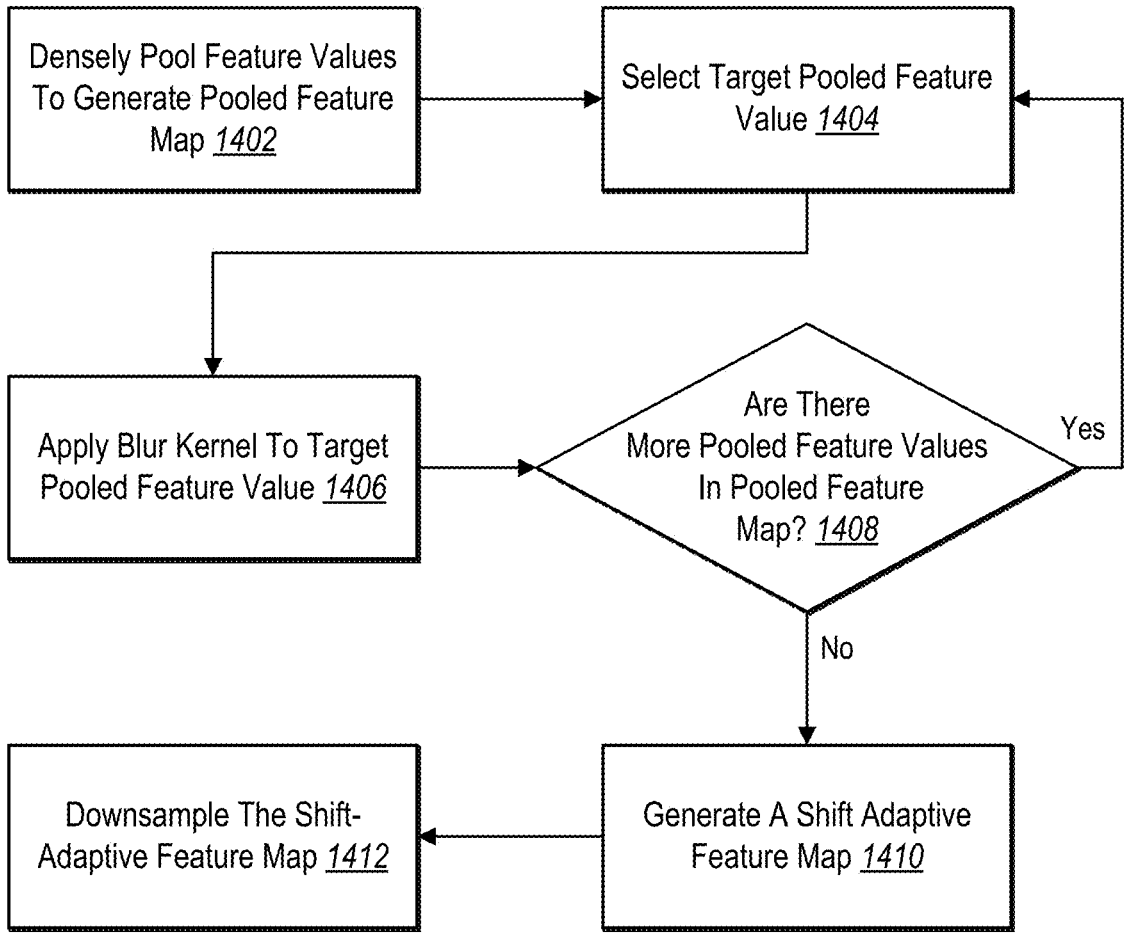 Densely Pool Feature Values
To Generate Pooled Feature
Map 1402
Select Target Pooled Feature
Value 1404
Apply Blur Kernel To Target
Pooled Feature Value 1406
Are There
More Pooled Feature Values
In Pooled Feature
Map? 1408
Yes
No
Generate A Shift Adaptive
Feature Map 1410
Downsample The Shift-
Adaptive Feature Map 1412